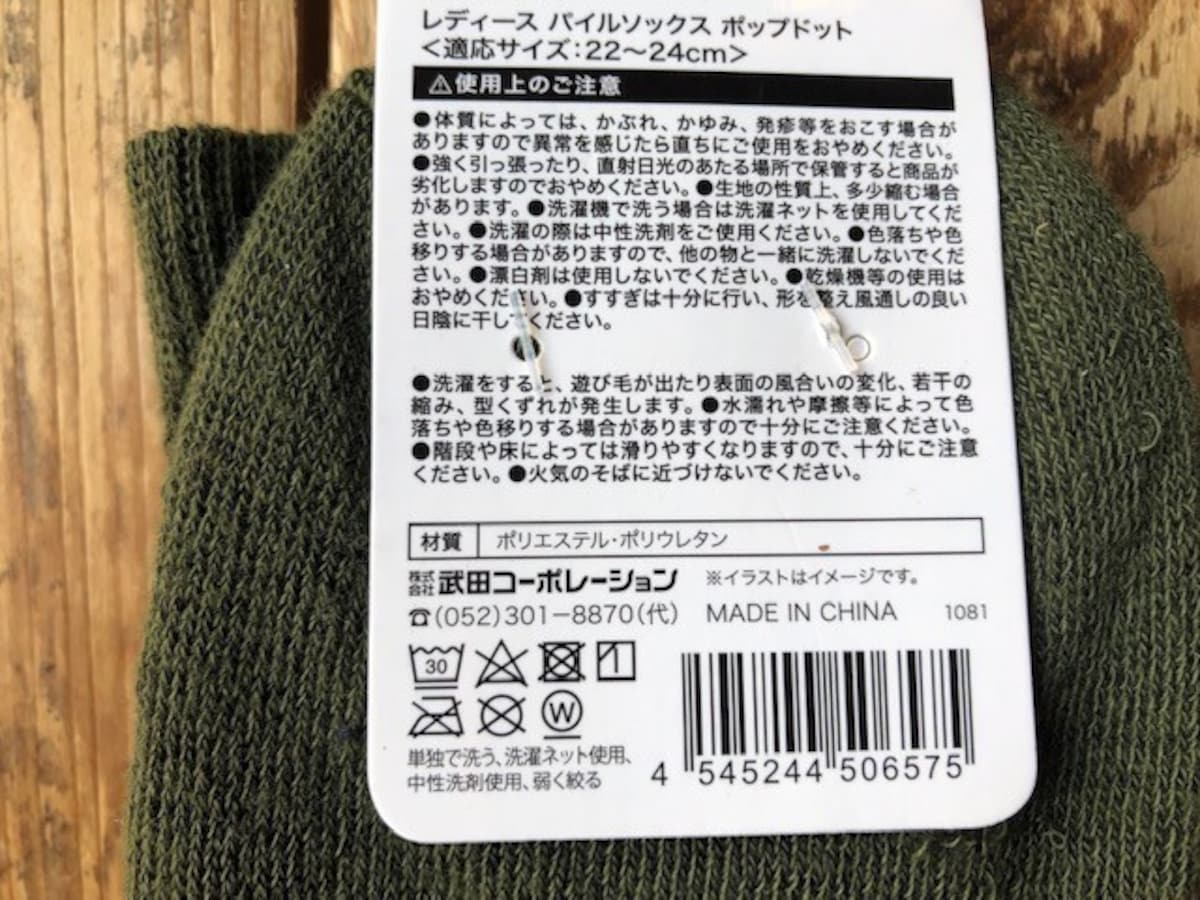 レディース パイルソックス ポップドット
<適応サイズ:22〜24cm>
⚠使用上のご注意
●体質によっては、かぶれ、かゆみ、発疹等をおこす場合が
ありますので異常を感じたら直ちにご使用をおやめください。
●強く引っ張ったり、直射日光のあたる場所で保管すると商品が
劣化しますのでおやめください。●生地の性質上、多少縮む場合
があります。●洗濯機で洗う場合は洗濯ネットを使用してくだ
さい。●洗濯の際は中性洗剤をご使用ください。●色落ちや色
移りする場合がありますので、他の物と一緒に洗濯しないでくだ
さい。●漂白剤は使用しないでください。●乾燥機等の使用は
おやめください。●すすぎは十分に行い、形を整え風通しの良い
日陰に干してください。
●洗濯をすると、遊び毛が出たり表面の風合いの変化、若干の
縮み、型くずれが発生します。●水濡れや摩擦等によって色
落ちや色移りする場合がありますので十分にご注意ください。
●階段や床によっては滑りやすくなりますので、十分にご注意
ください。●火気のそばに近づけないでください。
材質 ポリエステル・ポリウレタン
株式会社武田コーポレーション ※イラストはイメージです。
☎(052)301−8870(代) MADE IN CHINA 1081
30
W
単独で洗う、洗濯ネット使用、
中性洗剤使用、弱く絞る
4 545244 506575